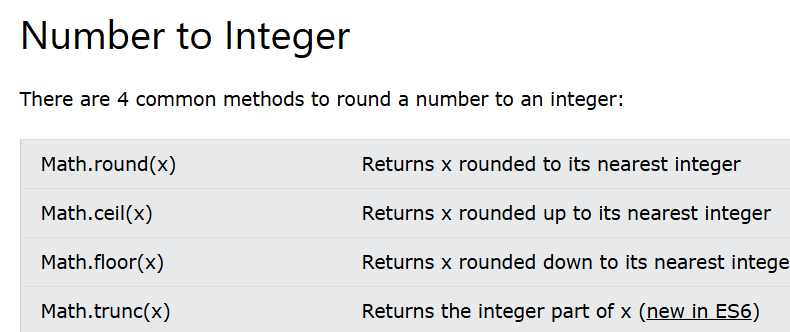 Number to Integer
There are 4 common methods to round a number to an integer:
Math.round(x) Returns x rounded to its nearest integer
Math.ceil(x) Returns x rounded up to its nearest integer
Math.floor(x) Returns x rounded down to its nearest intege
Math.trunc(x) Returns the integer part of x (new in ES6)